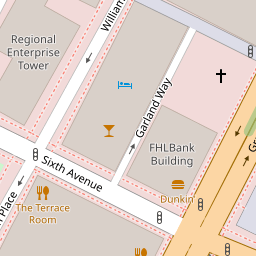 William
Regional
Enterprise
Tower
Garland Way
FHLBank
Building
Sixth Avenue
Dunkin'
The Terrace
Room
Place